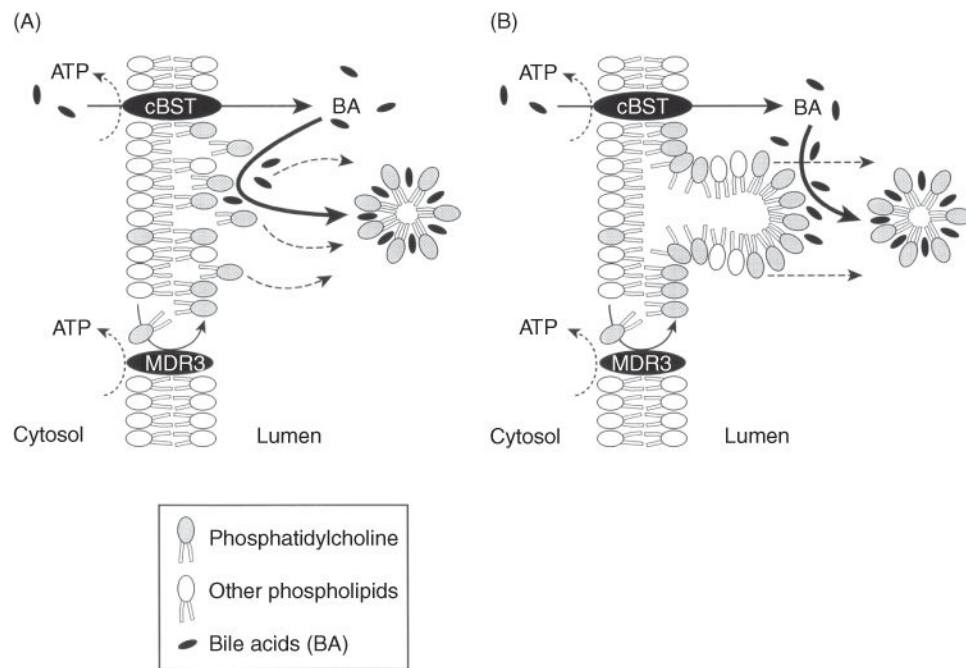 (A)
ATP
cBST
BA
ATP
MDR3
Cytosol
Lumen
(B)
ATP
cBST
BA
ATP
MDR3
Cytosol
Lumen
Phosphatidylcholine
Other phospholipids
Bile acids (BA)